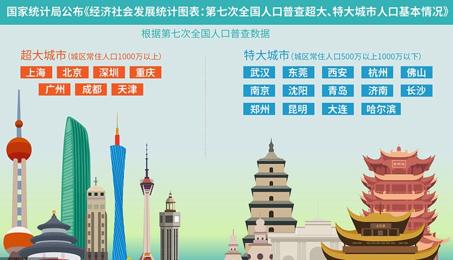 国家统计局公布《经济社会发展统计图表：第七次全国人口普查超大、特大城市人口基本情况》
根据第七次全国人口普查数据
超大城市（城区常住人口1000万以上）
上海 北京 深圳 重庆
广州 成都 天津
特大城市（城区常住人口500万以上1000万以下）
武汉 东莞 西安 杭州 佛山
南京 沈阳 青岛 济南 长沙
郑州 昆明 大连 哈尔滨